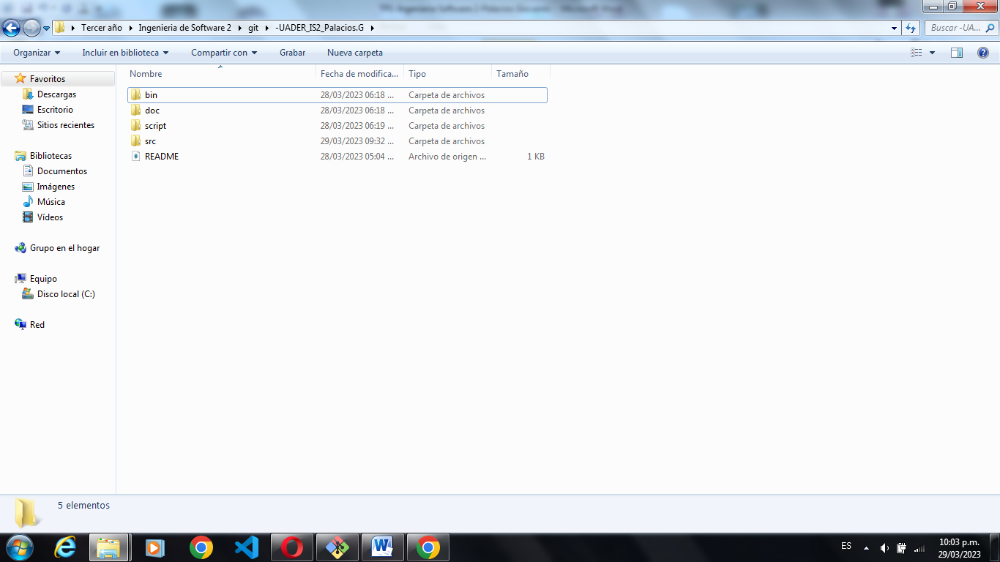 Tercer año Ingenieria de Software 2 git -UADER_IS2_Palacios.G Buscar -UA...
Organizar Incluir en biblioteca Compartir con Grabar Nueva carpeta
Nombre Fecha de modifica... Tipo Tamaño
Favoritos
Descargas
Escritorio
Sitios recientes
Bibliotecas
Documentos
Imágenes
Música
Vídeos
Grupo en el hogar
Equipo
Disco local (C:)
Red
bin 28/03/2023 06:18 ... Carpeta de archivos
doc 28/03/2023 06:18 ... Carpeta de archivos
script 28/03/2023 06:19 ... Carpeta de archivos
src 29/03/2023 09:32 ... Carpeta de archivos
README 28/03/2023 05:04 ... Archivo de origen ... 1 KB
5 elementos
ES
10:03 p.m.
29/03/2023